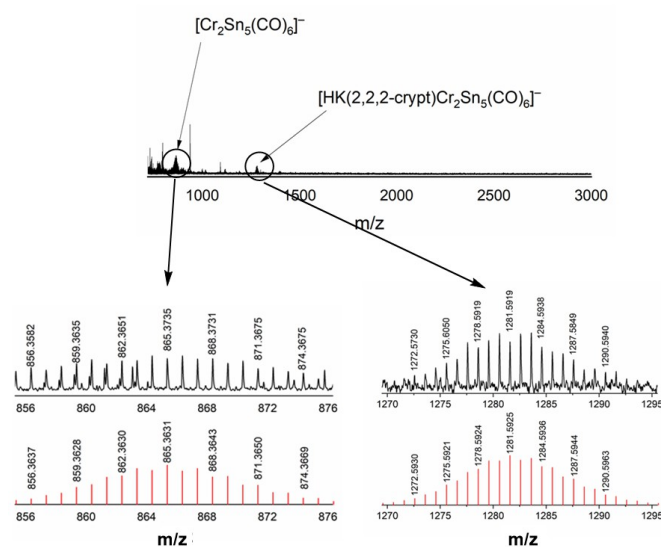 [Cr₂Sn₅(CO)₆]⁻
[HK(2,2,2-crypt)Cr₂Sn₅(CO)₆]⁻
1000 1500 2000 2500 3000
m/z
856.3582 859.3635 862.3651 865.3735 868.3731 871.3675 874.3675
856 860 864 868 872 876
856.3637 859.3628 862.3630 865.3631 868.3643 871.3650 874.3669
856 860 864 868 872 876
m/z
1272.5730 1275.6050 1278.5919 1281.5919 1284.5938 1287.5849 1290.5940
1270 1275 1280 1285 1290 1295
1272.5930 1275.5921 1278.5924 1281.5925 1284.5936 1287.5944 1290.5963
1270 1275 1280 1285 1290 1295
m/z